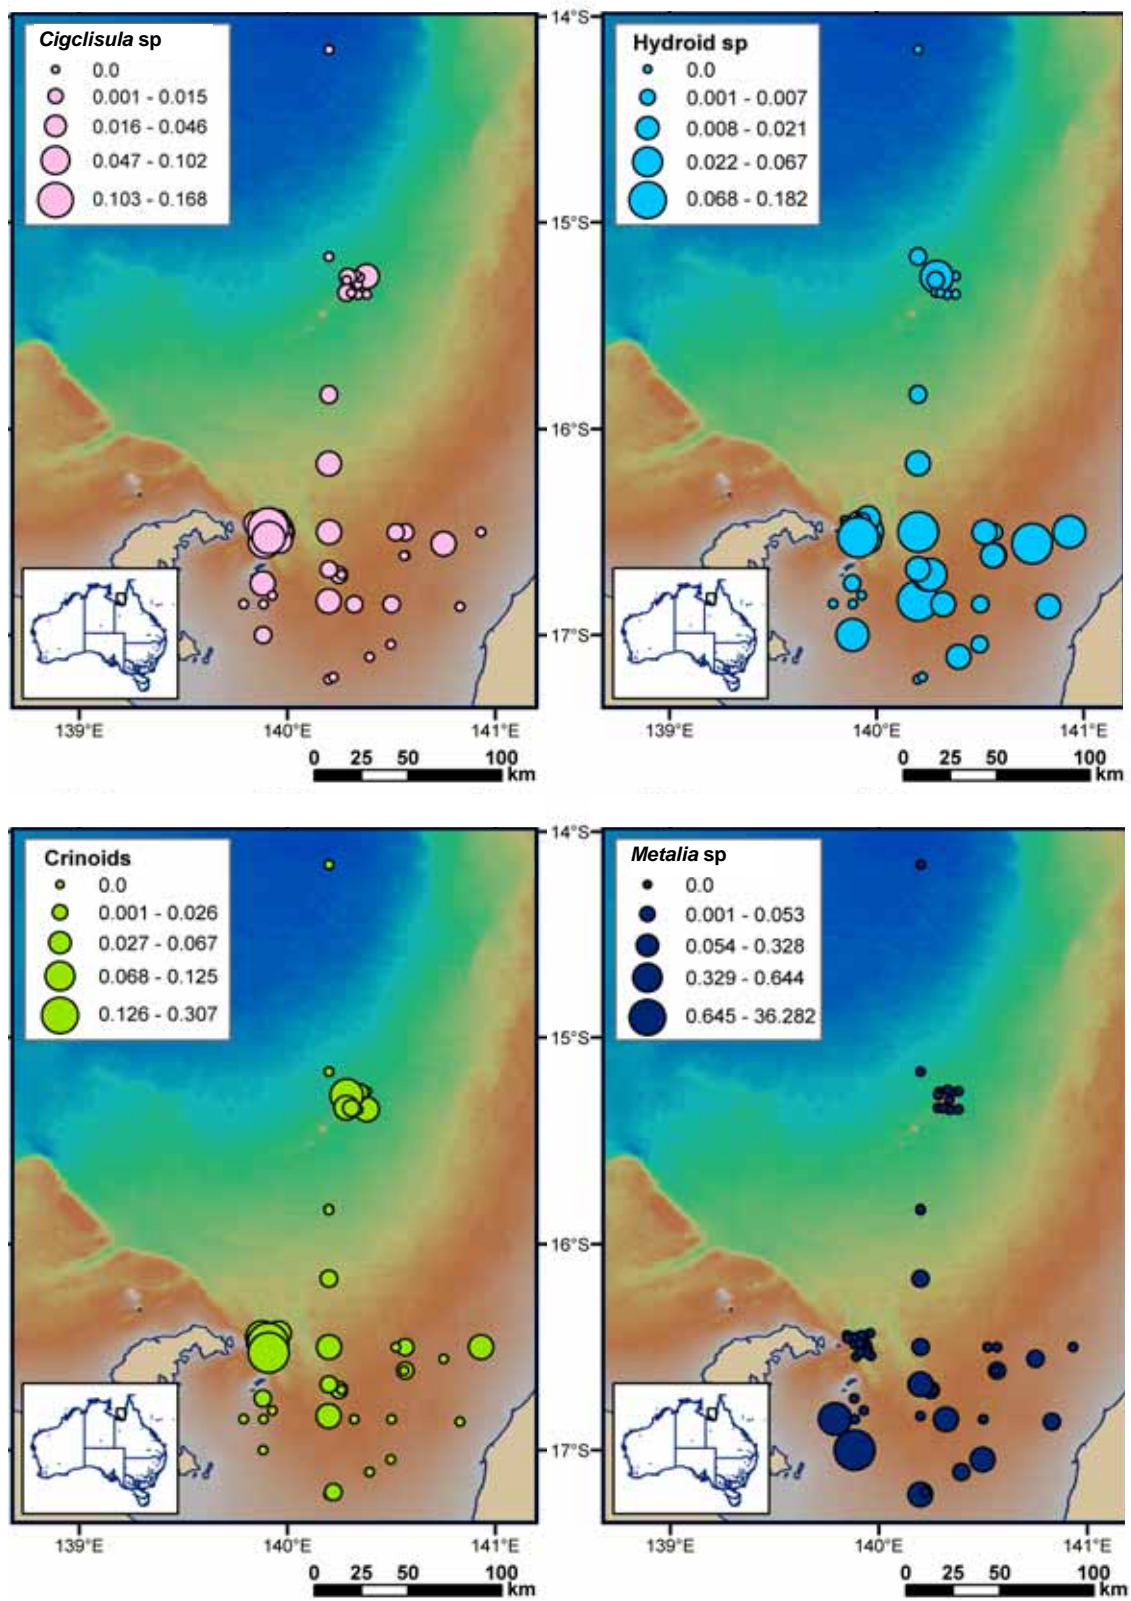 Cigclisula sp
0.0
0.001 - 0.015
0.016 - 0.046
0.047 - 0.102
0.103 - 0.168
Hydroid sp
0.0
0.001 - 0.007
0.008 - 0.021
0.022 - 0.067
0.068 - 0.182
14°S
15°S
16°S
17°S
139°E
140°E
141°E
139°E
140°E
141°E
0 25 50 100
km
0 25 50 100
km
Crinoids
0.0
0.001 - 0.026
0.027 - 0.067
0.068 - 0.125
0.126 - 0.307
Metalia sp
0.0
0.001 - 0.053
0.054 - 0.328
0.329 - 0.644
0.645 - 36.282
14°S
15°S
16°S
17°S
139°E
140°E
141°E
139°E
140°E
141°E
0 25 50 100
km
0 25 50 100
km